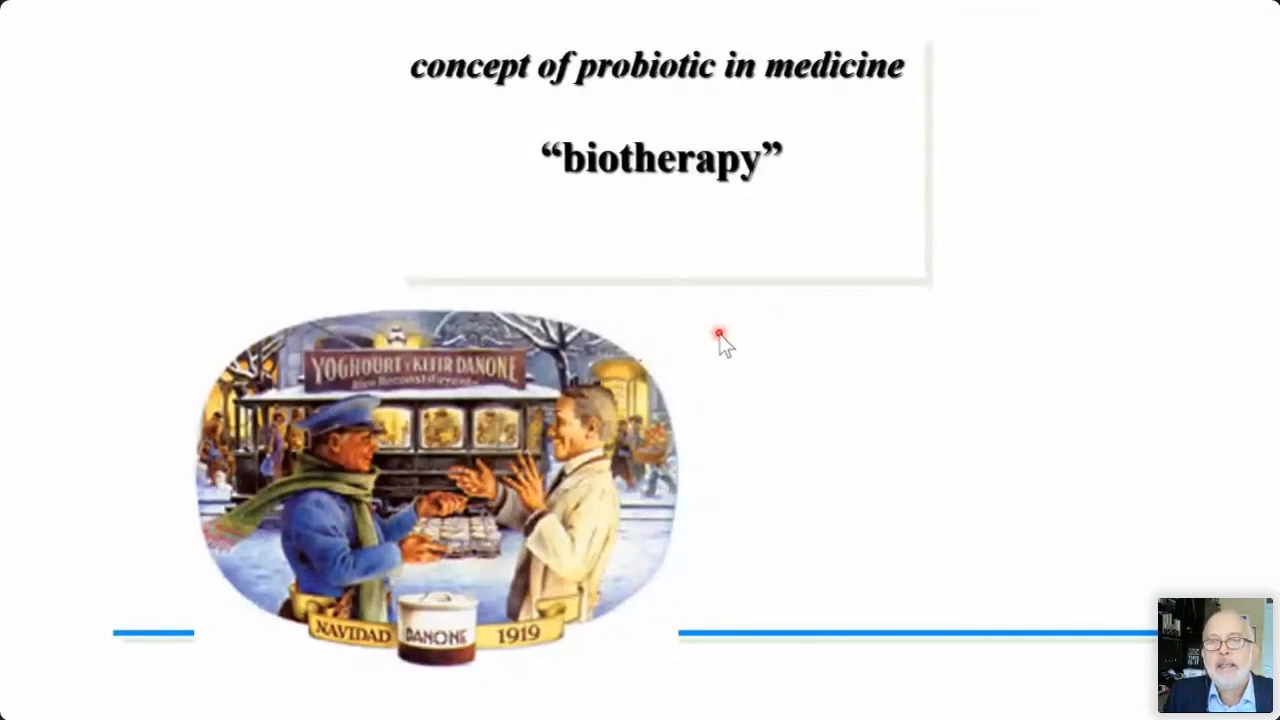 concept of probiotic in medicine
“biotherapy”
YOGHOURT Y KEFIR DANONE
NAVIDAD
DANONE
1919